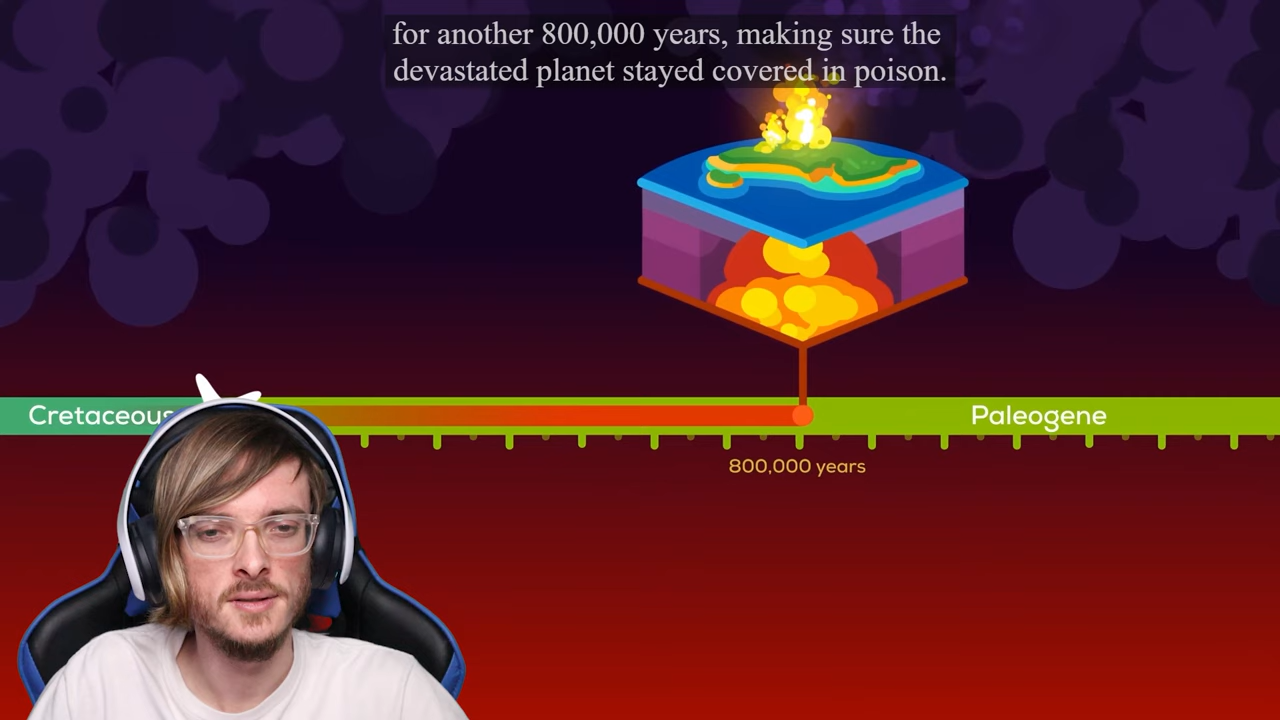 for another 800,000 years, making sure the
devastated planet stayed covered in poison.
Cretaceous
Paleogene
800,000 years